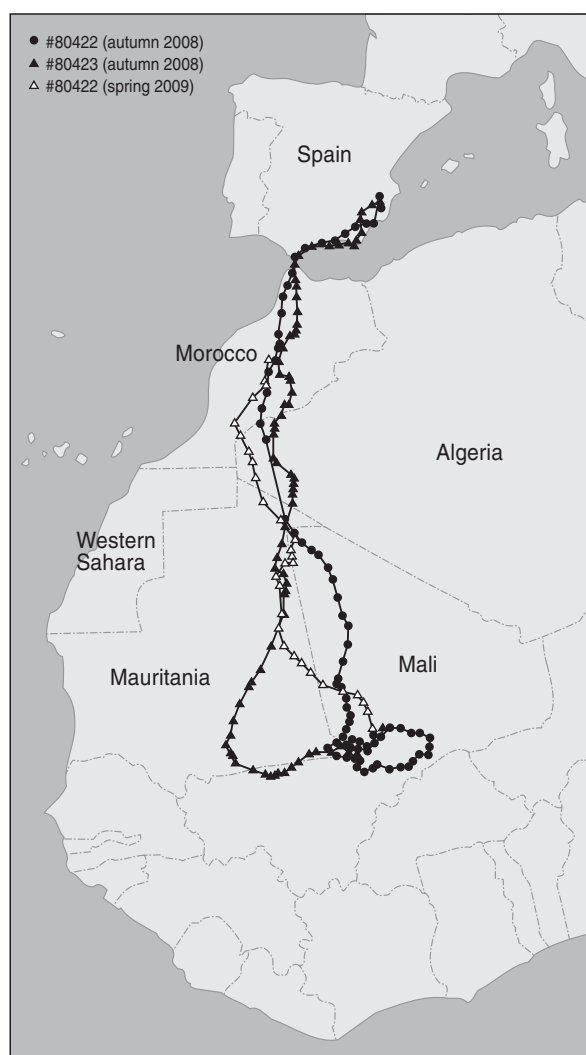 #80422 (autumn 2008)
#80423 (autumn 2008)
#80422 (spring 2009)
Spain
Morocco
Algeria
Western
Sahara
Mauritania
Mali